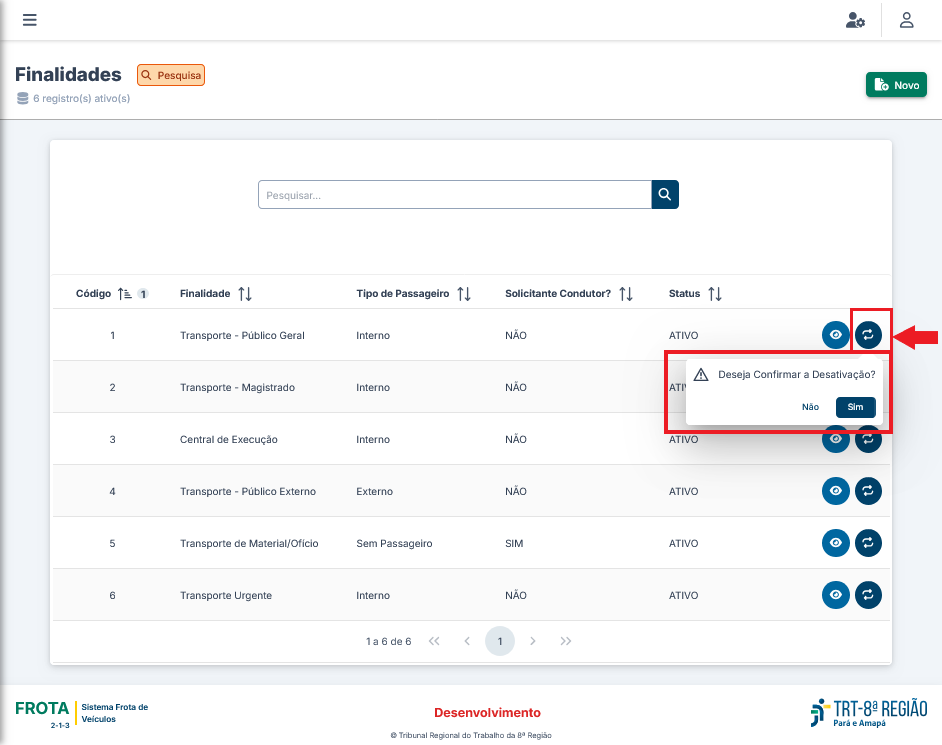 Finalidades
Pesquisa
6 registro(s) ativo(s)
Novo
Pesquisar...
Código 1 Finalidade Tipo de Passageiro Solicitante Condutor? Status
1 Transporte - Público Geral Interno NÃO ATIVO
Deseja Confirmar a Desativação?
2 Transporte - Magistrado Interno NÃO
Não Sim
3 Central de Execução Interno NÃO ATIVO
4 Transporte - Público Externo Externo NÃO ATIVO
5 Transporte de Material/Ofício Sem Passageiro SIM ATIVO
6 Transporte Urgente Interno NÃO ATIVO
1 a 6 de 6 1
FROTA
2-1-3
Sistema Frota de
Veículos
Desenvolvimento
© Tribunal Regional do Trabalho da 8ª Região
TRT-8ª REGIÃO
Pará e Amapá